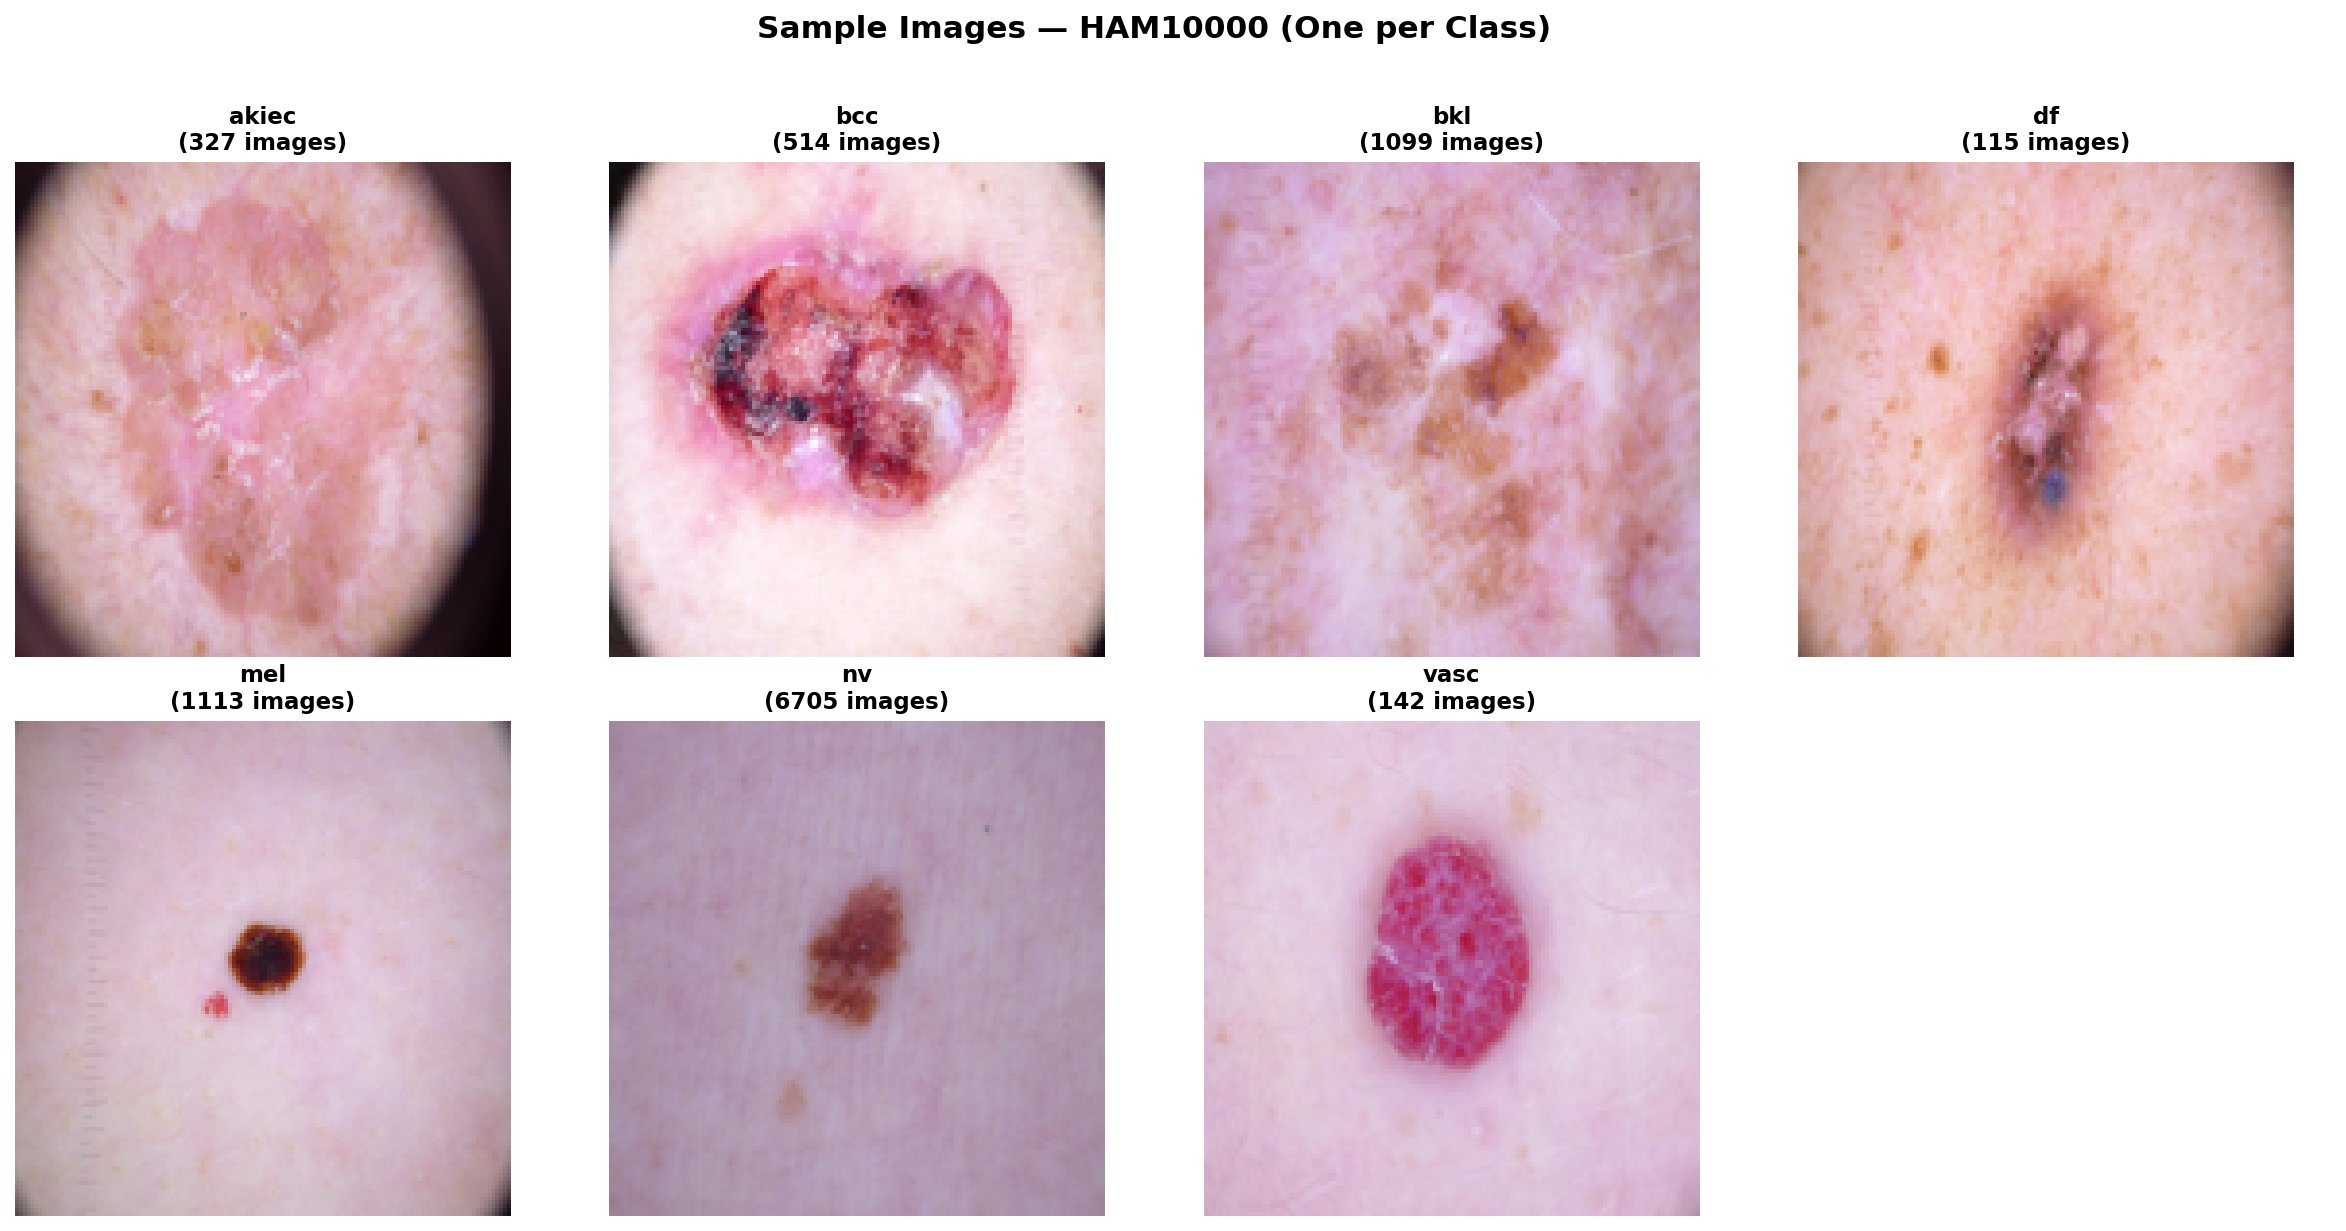 Sample Images — HAM10000 (One per Class)
akiec
(327 images)
bcc
(514 images)
bkl
(1099 images)
df
(115 images)
mel
(1113 images)
nv
(6705 images)
vasc
(142 images)